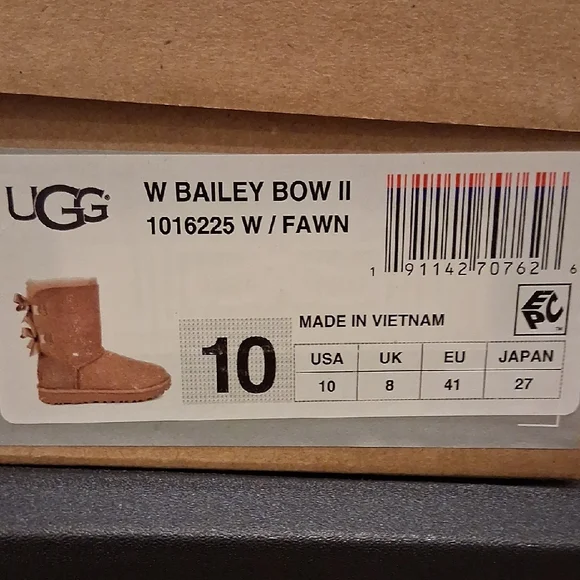 UGG®
W BAILEY BOW II
1016225 W / FAWN
1 91142 70762 6
EPC™
10
MADE IN VIETNAM
USA UK EU JAPAN
10 8 41 27